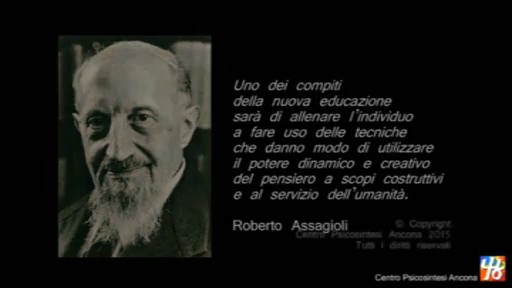 Uno dei compiti
della nuova educazione
sarà di allenare l'individuo
a fare uso delle tecniche
che danno modo di utilizzare
il potere dinamico e creativo
del pensiero a scopi costruttivi
e al servizio dell'umanità.
Roberto Assagioli
© Copyright
Centro Psicosintesi Ancona 2015
Tutti i diritti riservati
Centro Psicosintesi Ancona